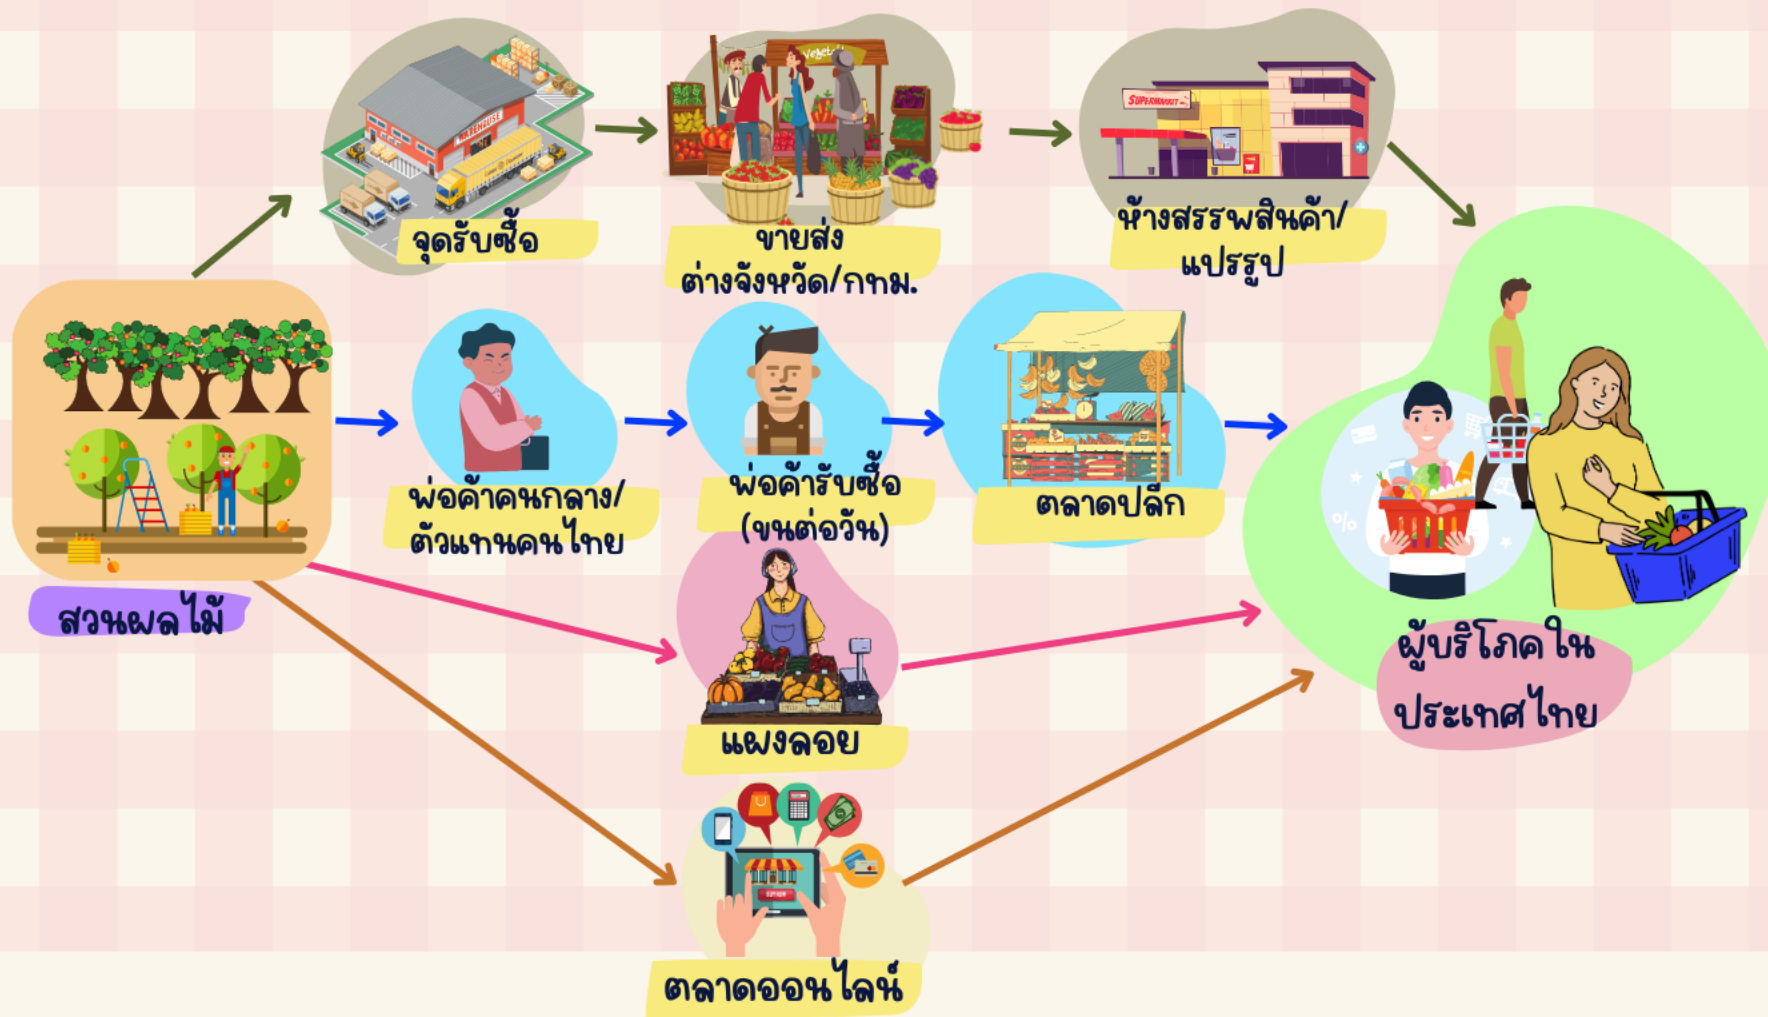 Vegetabl
SUPERMARKET
WAREHOUSE
จุดรับซื้อ
ขายส่ง
ต่างจังหวัด/กทม.
ห้างสรรพสินค้า/
แปรรูป
พ่อค้าคนกลาง/
ตัวแทนคนไทย
พ่อค้ารับซื้อ
(ขนต่อวัน)
ตลาดปลีก
สวนผลไม้
%
ผู้บริโภคใน
ประเทศไทย
แผงลอย
BUY NOW
ตลาดออนไลน์